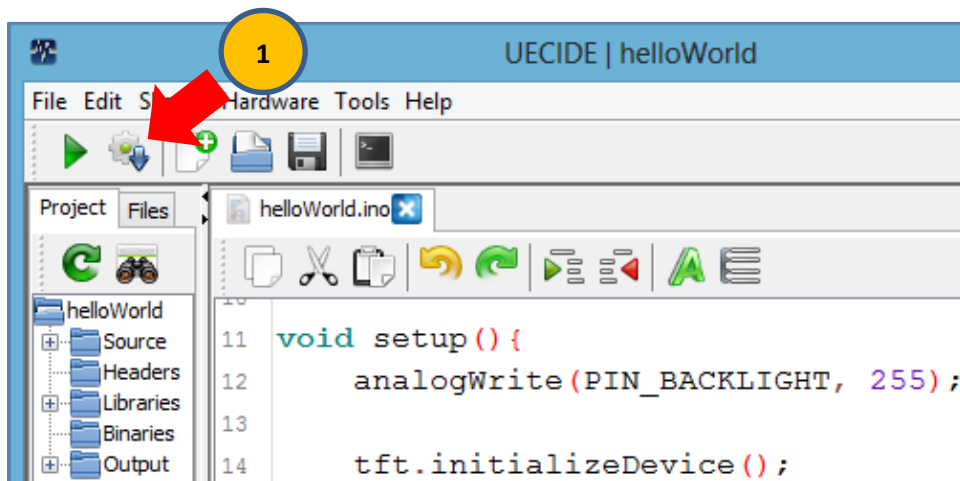 1
UECIDE | helloWorld
File Edit Hardware Tools Help
Project Files
helloWorld.ino
helloWorld
Source
Headers
Libraries
Binaries
Output
11 void setup(){
12 analogWrite(PIN_BACKLIGHT, 255);
13
14 tft.initializeDevice();